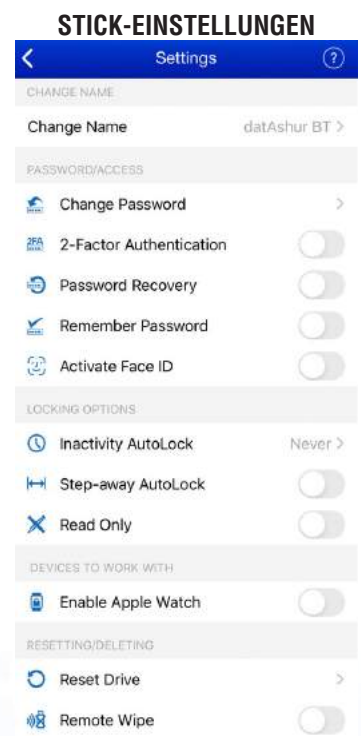 STICK-EINSTELLUNGEN
Settings ?
CHANGE NAME
Change Name datAshur BT >
PASSWORD/ACCESS
Change Password >
2FA 2-Factor Authentication
Password Recovery
Remember Password
Activate Face ID
LOCKING OPTIONS
Inactivity AutoLock Never >
Step-away AutoLock
Read Only
DEVICES TO WORK WITH
Enable Apple Watch
RESETTING/DELETING
Reset Drive >
Remote Wipe